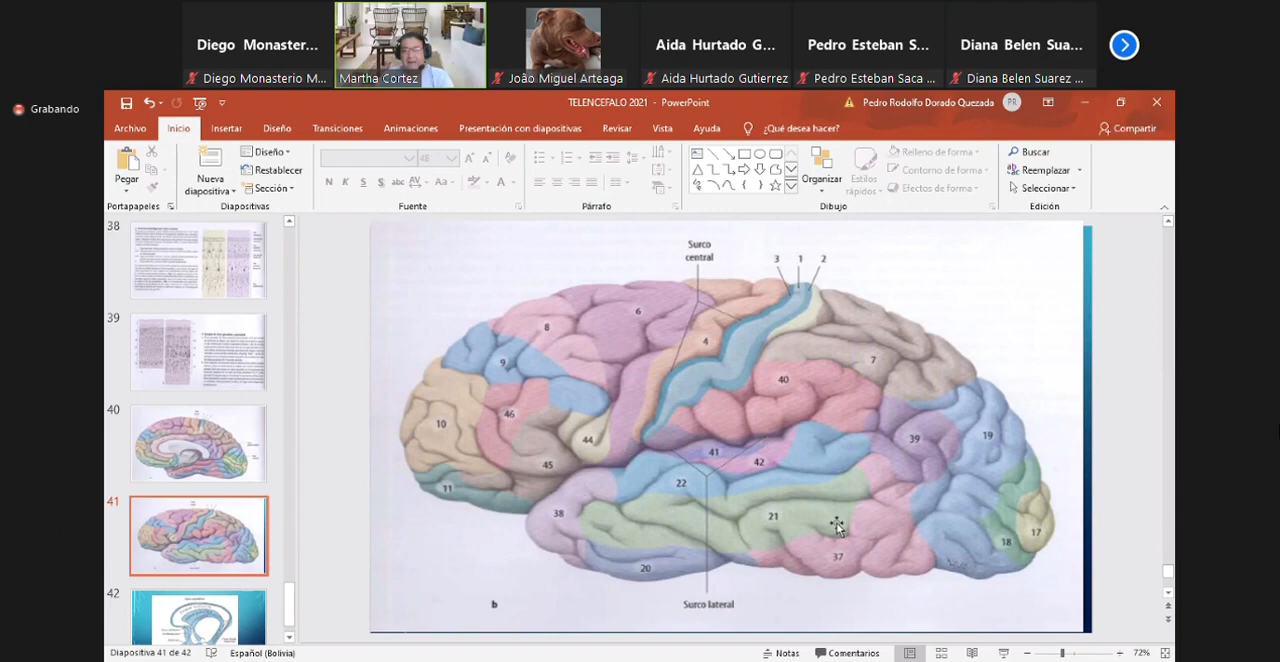 Diego Monaster...
Aida Hurtado G...
Pedro Esteban S...
Diana Belen Sua...
Diego Monasterio M...
Martha Cortez
João Miguel Arteaga
Aida Hurtado Gutierrez
Pedro Esteban Saca ...
Diana Belen Suarez ...
Grabando
TELENCEFALO 2021 - PowerPoint
Pedro Rodolfo Dorado Quezada
PR
Archivo
Inicio
Insertar
Diseño
Transiciones
Animaciones
Presentación con diapositivas
Revisar
Vista
Ayuda
¿Qué desea hacer?
Compartir
Pegar
Nueva
diapositiva
Diseño
Restablecer
Sección
48
N K S S abc AV Aa
A
Organizar
Estilos
rápidos
Relleno de forma
Contorno de forma
Efectos de forma
Buscar
Reemplazar
Seleccionar
Portapapeles
Diapositivas
Fuente
Párrafo
Dibujo
Edición
38
39
40
41
42
Surco
central
3 1 2
6
8
4
9
7
40
10
46
44
39
19
41
42
45
11
22
38
21
17
18
37
20
b
Surco lateral
Diapositiva 41 de 42
Español (Bolivia)
Notas
Comentarios
72%